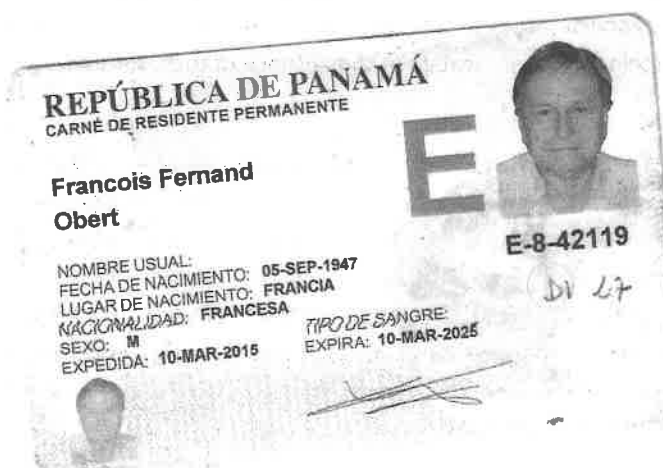 REPÚBLICA DE PANAMÁ
CARNÉ DE RESIDENTE PERMANENTE
E
Francois Fernand
Obert
E-8-42119
NOMBRE USUAL:
FECHA DE NACIMIENTO: 05-SEP-1947
LUGAR DE NACIMIENTO: FRANCIA
NACIONALIDAD: FRANCESA
SEXO: M
TIPO DE SANGRE:
EXPEDIDA: 10-MAR-2015
EXPIRA: 10-MAR-2025
DV